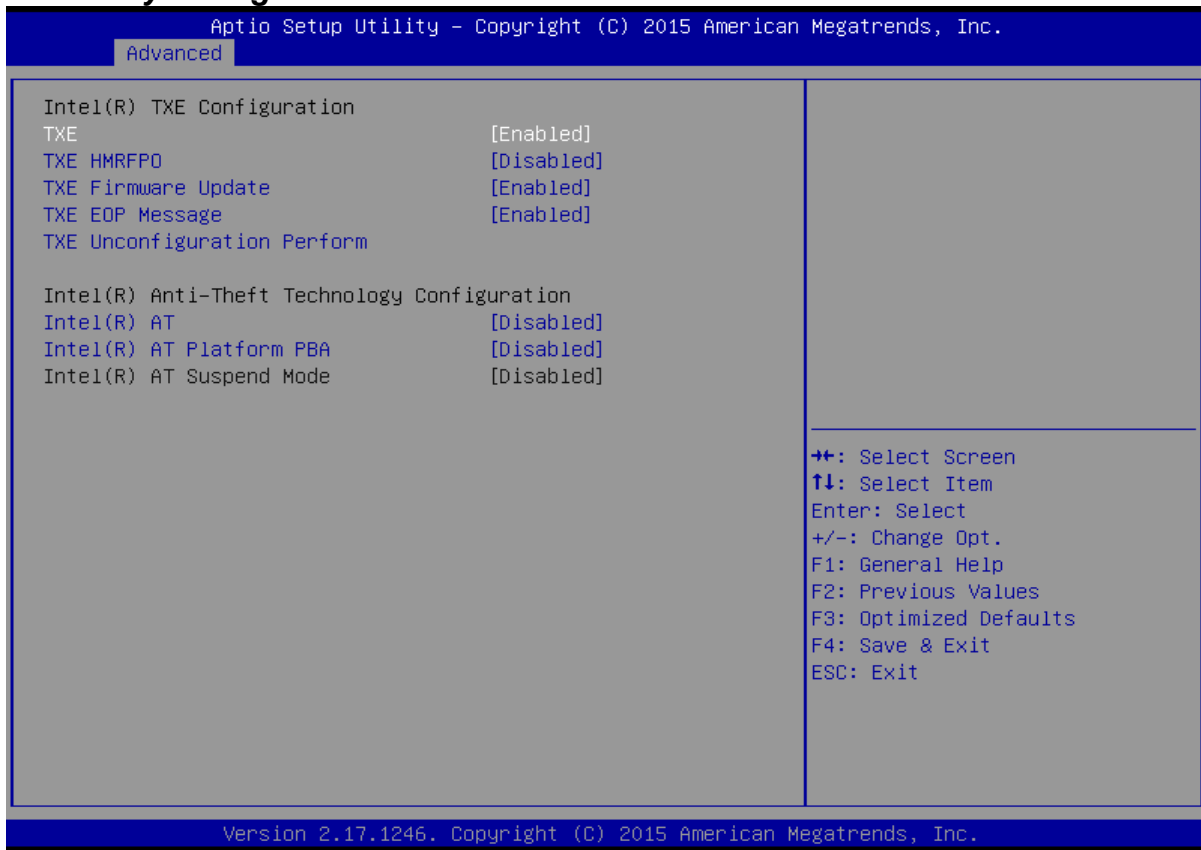 Aptio Setup Utility – Copyright (C) 2015 American Megatrends, Inc.
Advanced
Intel(R) TXE Configuration
TXE [Enabled]
TXE HMRFPO [Disabled]
TXE Firmware Update [Enabled]
TXE EOP Message [Enabled]
TXE Unconfiguration Perform
Intel(R) Anti-Theft Technology Configuration
Intel(R) AT [Disabled]
Intel(R) AT Platform PBA [Disabled]
Intel(R) AT Suspend Mode [Disabled]
→←: Select Screen
↑↓: Select Item
Enter: Select
+/-: Change Opt.
F1: General Help
F2: Previous Values
F3: Optimized Defaults
F4: Save & Exit
ESC: Exit
Version 2.17.1246. Copyright (C) 2015 American Megatrends, Inc.